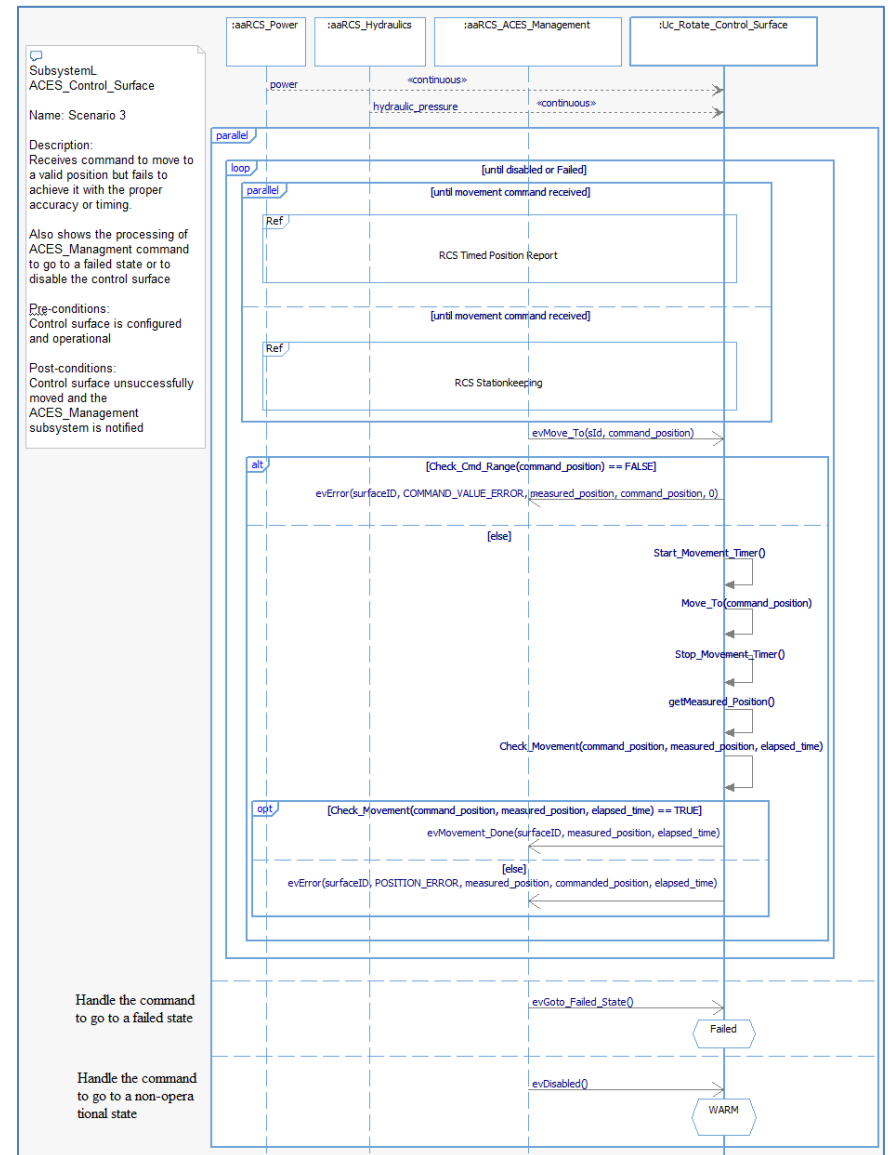 :aaRCS_Power
:aaRCS_Hydraulics
:aaRCS_ACES_Management
:Uc_Rotate_Control_Surface
SubsystemL
ACES_Control_Surface
Name: Scenario 3
Description:
Receives command to move to
a valid position but fails to
achieve it with the proper
accuracy or timing.
Also shows the processing of
ACES_Managment command
to go to a failed state or to
disable the control surface
Pre-conditions:
Control surface is configured
and operational
Post-conditions:
Control surface unsuccessfully
moved and the
ACES_Management
subsystem is notified
power
«continuous»
hydraulic_pressure
«continuous»
parallel
loop
[until disabled or Failed]
parallel
[until movement command received]
Ref
RCS Timed Position Report
[until movement command received]
Ref
RCS Stationkeeping
evMove_To(sId, command_position)
alt
[Check_Cmd_Range(command_position) == FALSE]
evError(surfaceID, COMMAND_VALUE_ERROR, measured_position, command_position, 0)
[else]
Start_Movement_Timer()
Move_To(command_position)
Stop_Movement_Timer()
getMeasured_Position()
Check_Movement(command_position, measured_position, elapsed_time)
opt
[Check_Movement(command_position, measured_position, elapsed_time) == TRUE]
evMovement_Done(surfaceID, measured_position, elapsed_time)
[else]
evError(surfaceID, POSITION_ERROR, measured_position, commanded_position, elapsed_time)
Handle the command
to go to a failed state
evGoto_Failed_State()
Failed
Handle the command
to go to a non-opera
tional state
evDisabled()
WARM